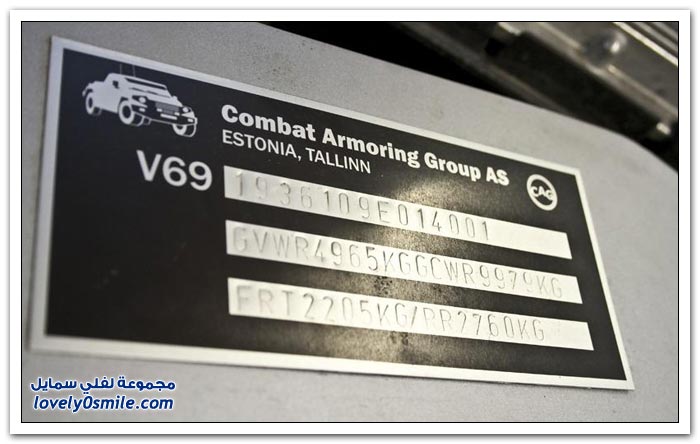 Combat Armoring Group AS
ESTONIA, TALLINN
CAG
V69
1936109E014001
GVWR4965KGGCWR9979KG
FRT2205KG/RR2760KG
مجموعة لفلي سمايل
lovely0smile.com